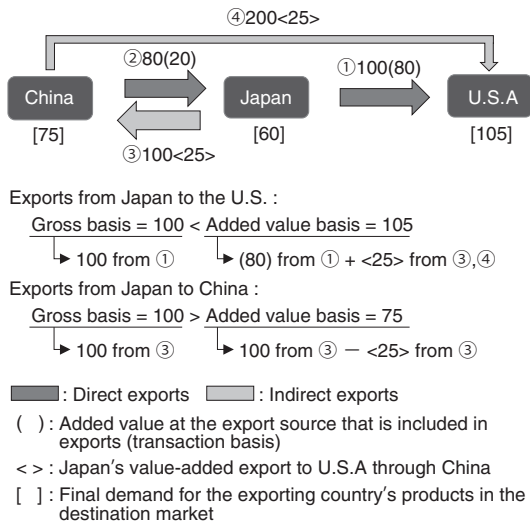 ④200<25>
②80(20)
①100(80)
China
Japan
U.S.A
[75]
[60]
[105]
③100<25>
Exports from Japan to the U.S. :
Gross basis = 100 < Added value basis = 105
100 from ①
(80) from ① + <25> from ③,④
Exports from Japan to China :
Gross basis = 100 > Added value basis = 75
100 from ③
100 from ③ － <25> from ③
: Direct exports
: Indirect exports
( ) : Added value at the export source that is included in
exports (transaction basis)
< > : Japan's value-added export to U.S.A through China
[ ] : Final demand for the exporting country's products in the
destination market